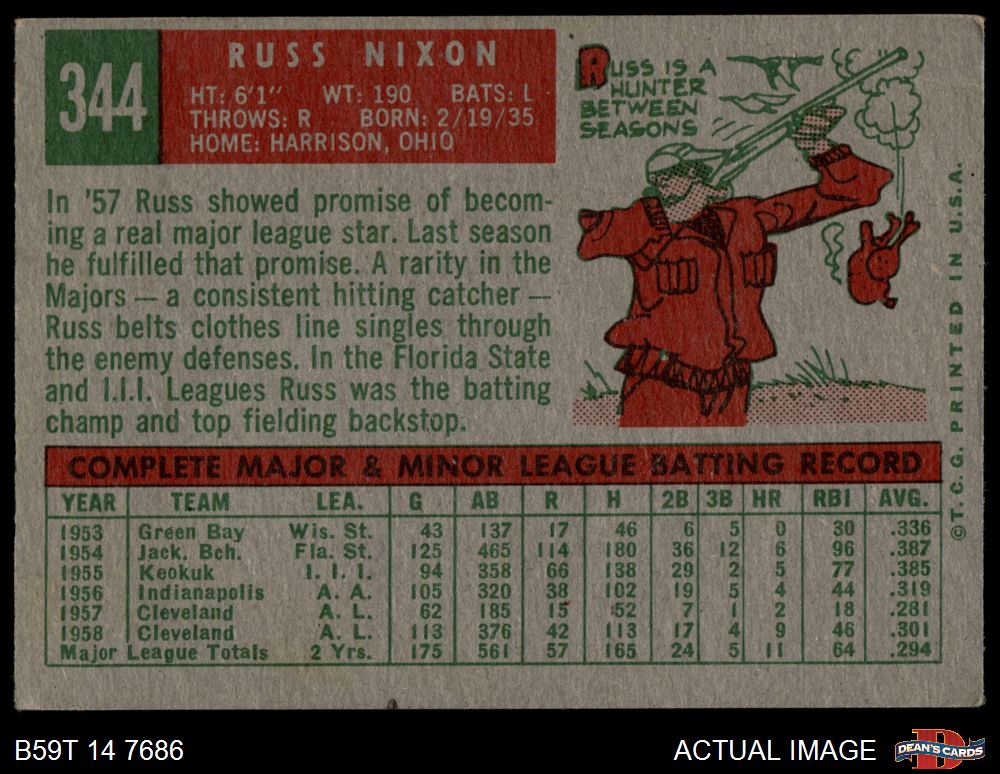 344
RUSS NIXON
HT: 6'1" WT: 190 BATS: L
THROWS: R BORN: 2/19/35
HOME: HARRISON, OHIO
RUSS IS A
HUNTER
BETWEEN
SEASONS
In '57 Russ showed promise of becom-
ing a real major league star. Last season
he fulfilled that promise. A rarity in the
Majors — a consistent hitting catcher —
Russ belts clothes line singles through
the enemy defenses. In the Florida State
and I.I.I. Leagues Russ was the batting
champ and top fielding backstop.
COMPLETE MAJOR & MINOR LEAGUE BATTING RECORD
YEAR TEAM LEA. G AB R H 2B 3B HR RBI AVG.
1953 Green Bay Wis. St. 43 137 17 46 6 5 0 30 .336
1954 Jack. Bch. Fla. St. 125 465 114 180 36 12 6 96 .387
1955 Keokuk I. I. I. 94 358 66 138 29 2 5 77 .385
1956 Indianapolis A. A. 105 320 38 102 19 5 4 44 .319
1957 Cleveland A. L. 62 185 15 52 7 1 2 18 .281
1958 Cleveland A. L. 113 376 42 113 17 4 9 46 .301
Major League Totals 2 Yrs. 175 561 57 165 24 5 11 64 .294
©T. C. G. PRINTED IN U.S.A.
B59T 14 7686
ACTUAL IMAGE
D
DEAN'S CARDS